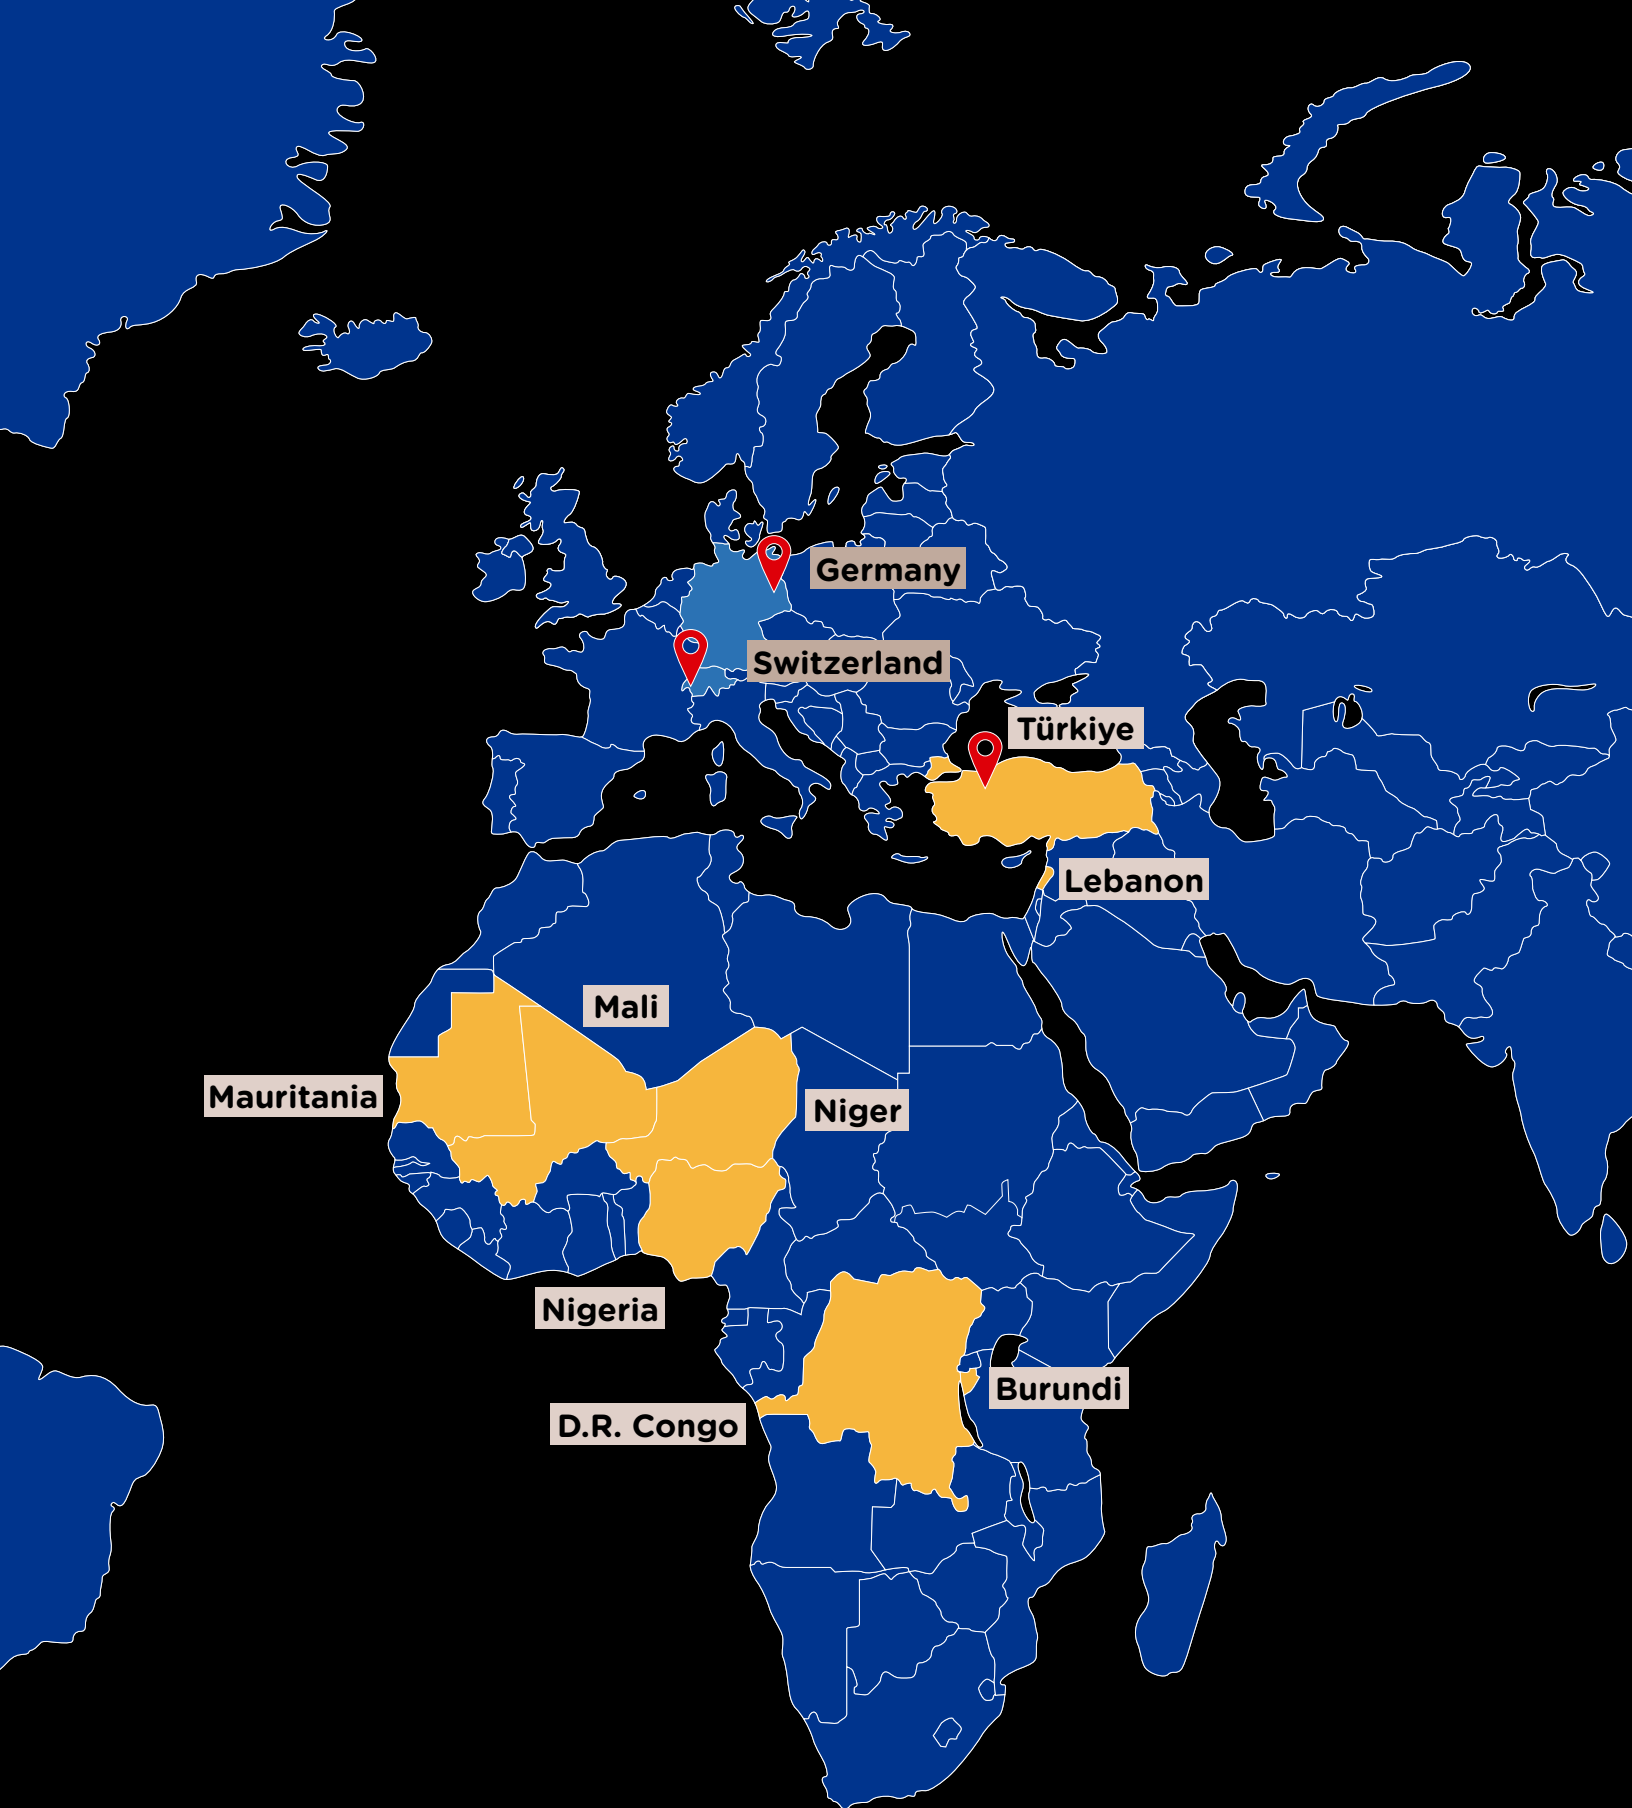 Germany
Switzerland
Türkiye
Lebanon
Mali
Mauritania
Niger
Nigeria
Burundi
D.R. Congo